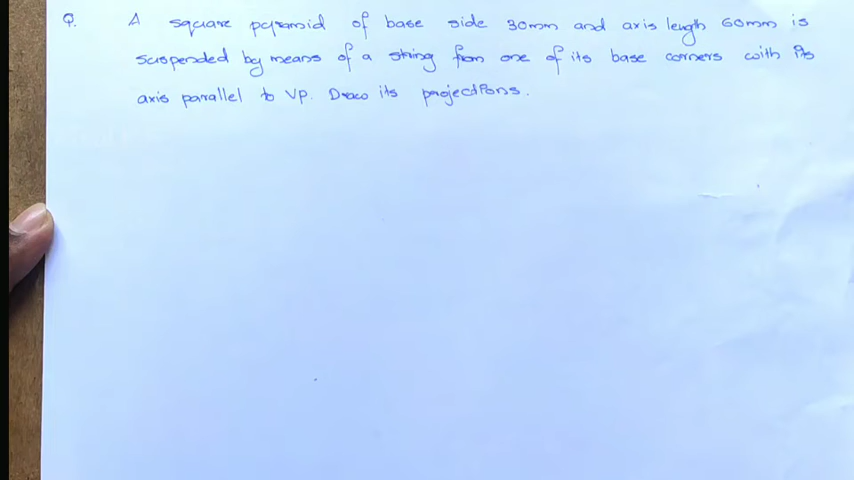 Q. A square pyramid of base side 30mm and axis length 60mm is
suspended by means of a string from one of its base corners with its
axis parallel to VP. Draw its projections.